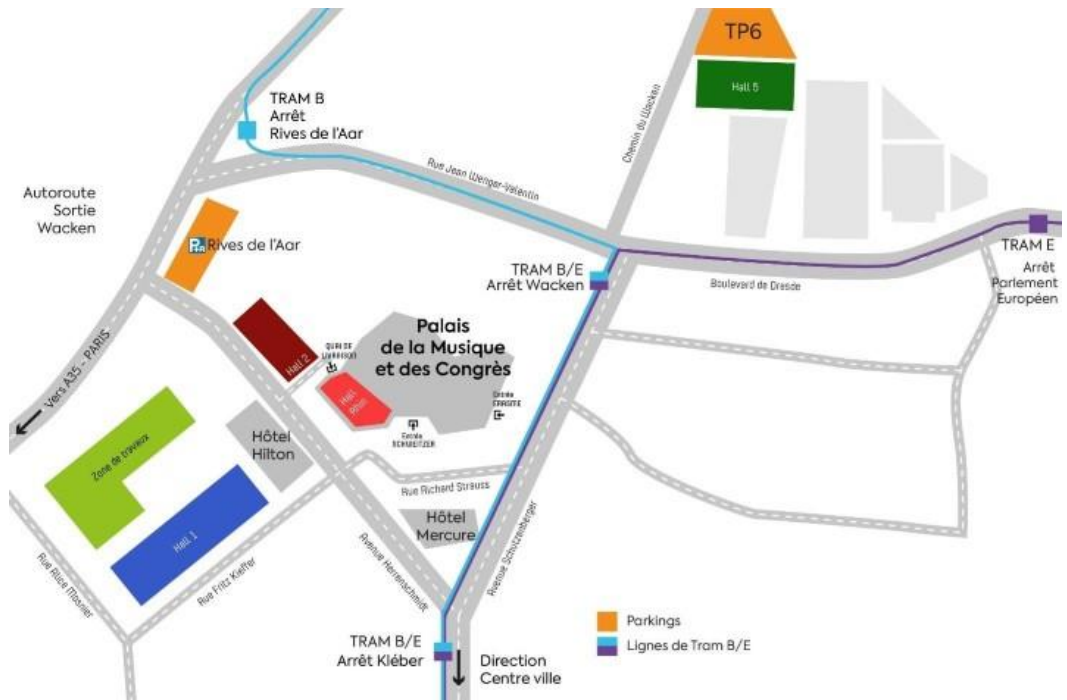 TP6
Hall 5
TRAM B
Arrêt
Rives de l'Aar
Chemin du Wacken
Rue Jean Wenger-Valentin
Autoroute
Sortie
Wacken
P+R Rives de l'Aar
TRAM E
Arrêt
Parlement
Européen
TRAM B/E
Arrêt Wacken
Boulevard de Dresde
Vers A35 - PARIS
Hall 2
QUAI DE
LIVRAISON
Palais
de la Musique
et des Congrès
Hall Rhin
Entrée
ERASME
Entrée
SCHWEITZER
Zone de travaux
Hôtel
Hilton
Rue Richard Strauss
Hall 1
Hôtel
Mercure
Avenue Schutzenberger
Avenue Herrenschmidt
Rue Fritz Kieffer
Rue Alice Mosnier
Parkings
Lignes de Tram B/E
TRAM B/E
Arrêt Kléber
Direction
Centre ville